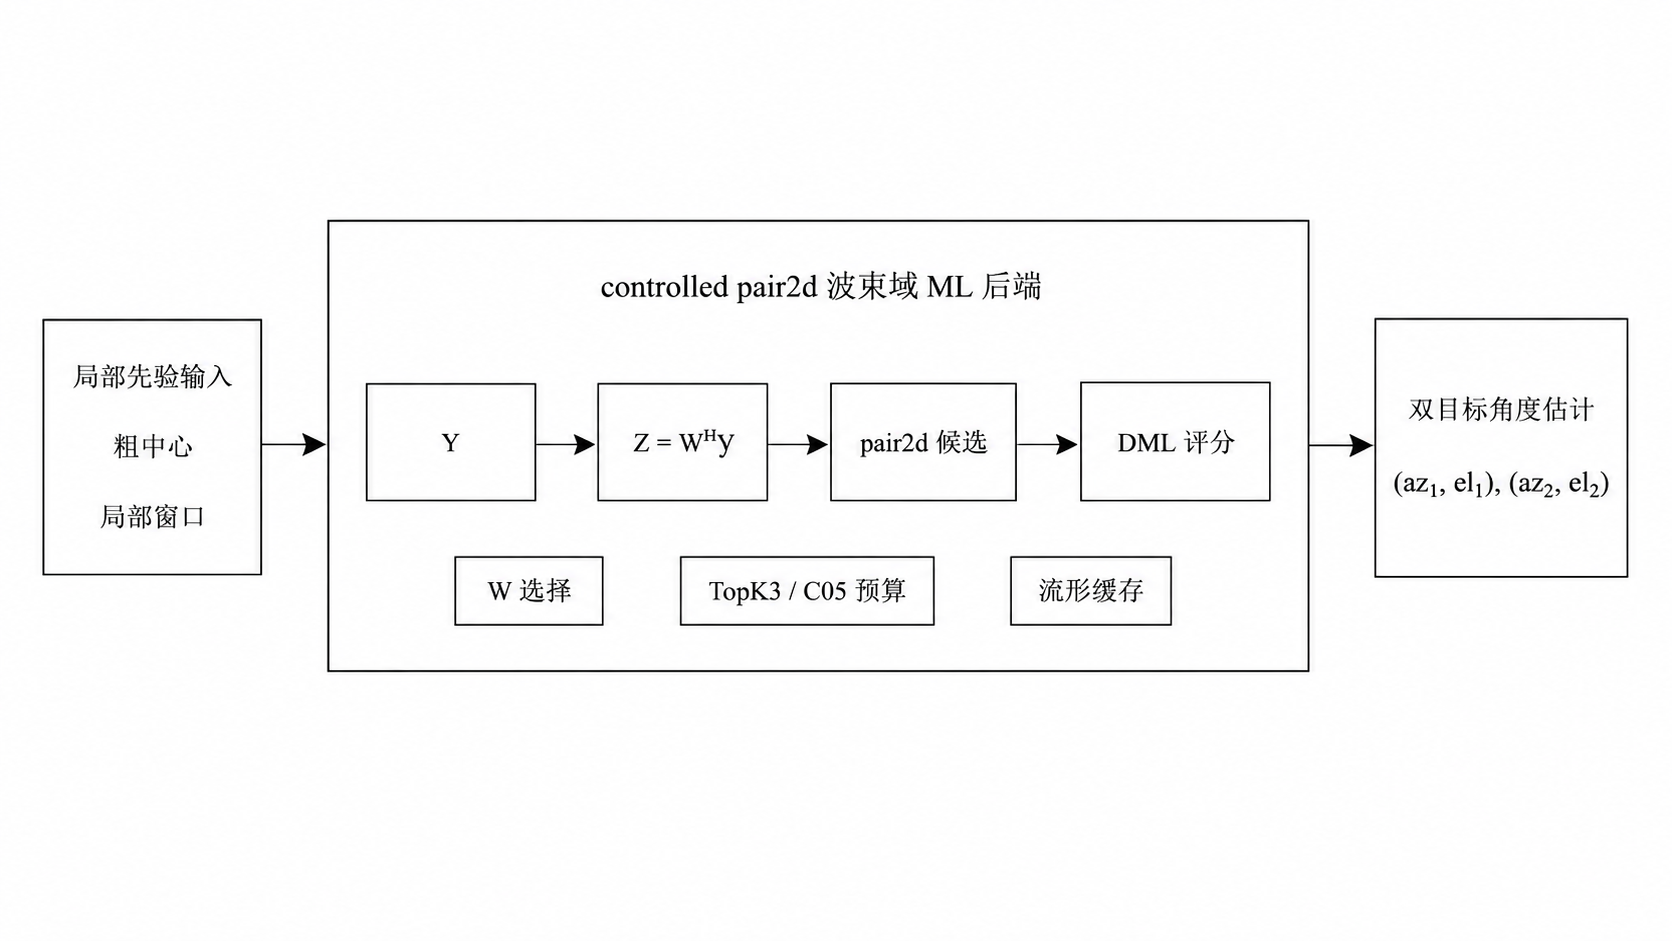 局部先验输入
粗中心
局部窗口
controlled pair2d 波束域 ML 后端
Y
Z = Wᴴy
pair2d 候选
DML 评分
W 选择
TopK3 / C05 预算
流形缓存
双目标角度估计
(az₁, el₁), (az₂, el₂)